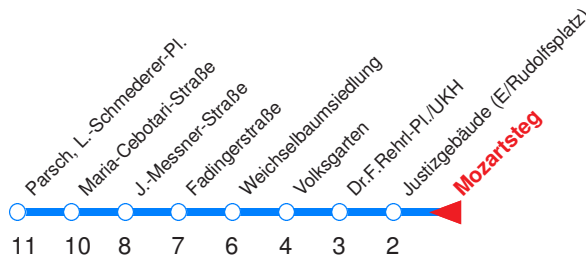 Parsch, L.-Schmederer-Pl.
Maria-Cebotari-Straße
J.-Messner-Straße
Fadingerstraße
Weichselbaumsiedlung
Volksgarten
Dr.F.Rehrl-Pl./UKH
Justizgebäude (E/Rudolfsplatz)
Mozartsteg
11 10 8 7 6 4 3 2